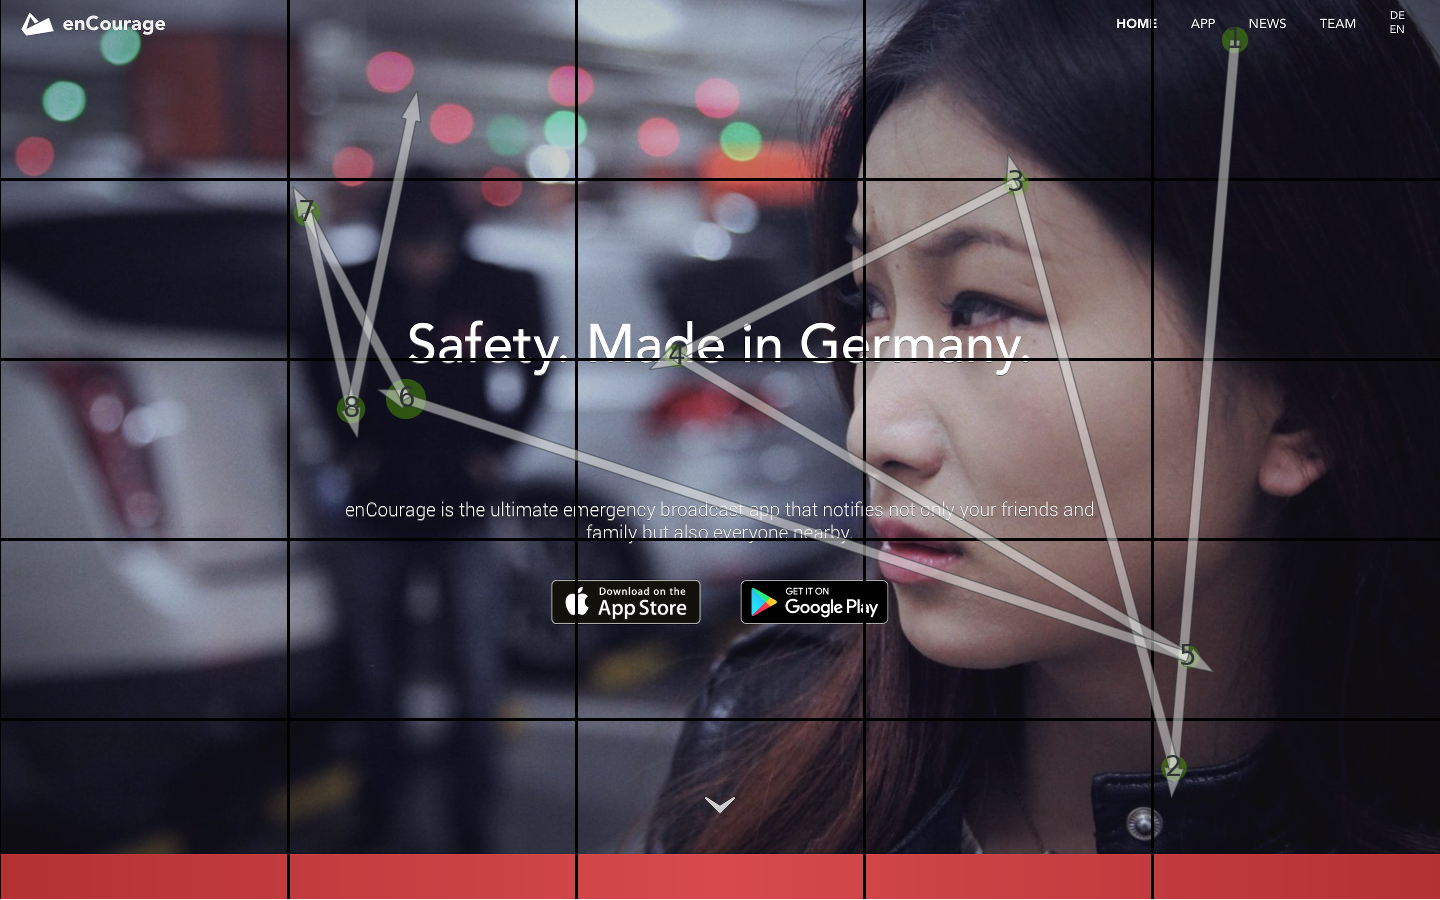 enCourage
HOME APP NEWS TEAM DE
EN
1
3
7
Safety. Made in Germany.
4
6
8
enCourage is the ultimate emergency broadcast app that notifies not only your friends and
family but also everyone nearby.
Download on the
App Store
GET IT ON
Google Play
5
2